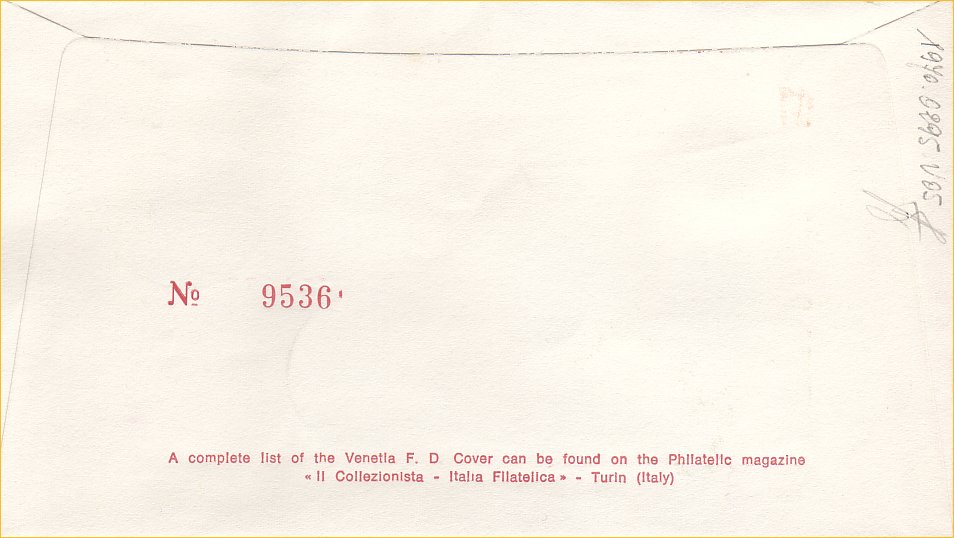 Nº 9536
A complete list of the Venetia F. D Cover can be found on the Philatelic magazine
« Il Collezionista - Italia Filatelica » - Turin (Italy)